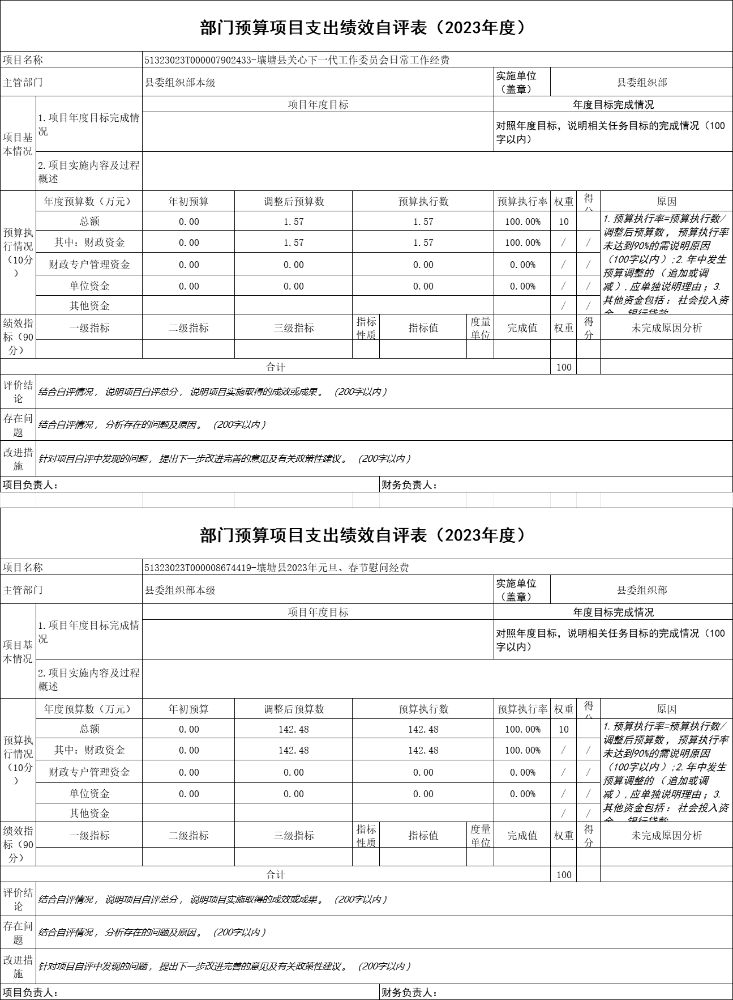 部门预算项目支出绩效自评表（2023年度）
项目名称 51323023T000007902433-壤塘县关心下一代工作委员会日常工作经费
主管部门 县委组织部本级 实施单位（盖章） 县委组织部
项目基本情况 1.项目年度目标完成情况 项目年度目标 年度目标完成情况
对照年度目标，说明相关任务目标的完成情况（100字以内）
2.项目实施内容及过程概述
预算执行情况（10分） 年度预算数（万元） 年初预算 调整后预算数 预算执行数 预算执行率 权重 得分 原因
总额 0.00 1.57 1.57 100.00% 10
其中：财政资金 0.00 1.57 1.57 100.00% / /
财政专户管理资金 0.00 0.00 0.00 0.00% / /
单位资金 0.00 0.00 0.00 0.00% / /
其他资金 / /
1.预算执行率=预算执行数/
调整后预算数，预算执行率
未达到90%的需说明原因
（100字以内）;2.年中发生
预算调整的（追加或调
减）,应单独说明理由；3.
其他资金包括：社会投入资
金、银行贷款
绩效指标（90分） 一级指标 二级指标 三级指标 指标性质 指标值 度量单位 完成值 权重 得分 未完成原因分析
合计 100
评价结论 结合自评情况，说明项目自评总分，说明项目实施取得的成效或成果。（200字以内）
存在问题 结合自评情况，分析存在的问题及原因。（200字以内）
改进措施 针对项目自评中发现的问题，提出下一步改进完善的意见及有关政策性建议。（200字以内）
项目负责人： 财务负责人：
部门预算项目支出绩效自评表（2023年度）
项目名称 51323023T000008674419-壤塘县2023年元旦、春节慰问经费
主管部门 县委组织部本级 实施单位（盖章） 县委组织部
项目基本情况 1.项目年度目标完成情况 项目年度目标 年度目标完成情况
对照年度目标，说明相关任务目标的完成情况（100字以内）
2.项目实施内容及过程概述
预算执行情况（10分） 年度预算数（万元） 年初预算 调整后预算数 预算执行数 预算执行率 权重 得分 原因
总额 0.00 142.48 142.48 100.00% 10
其中：财政资金 0.00 142.48 142.48 100.00% / /
财政专户管理资金 0.00 0.00 0.00 0.00% / /
单位资金 0.00 0.00 0.00 0.00% / /
其他资金 / /
1.预算执行率=预算执行数/
调整后预算数，预算执行率
未达到90%的需说明原因
（100字以内）;2.年中发生
预算调整的（追加或调
减）,应单独说明理由；3.
其他资金包括：社会投入资
金、银行贷款
绩效指标（90分） 一级指标 二级指标 三级指标 指标性质 指标值 度量单位 完成值 权重 得分 未完成原因分析
合计 100
评价结论 结合自评情况，说明项目自评总分，说明项目实施取得的成效或成果。（200字以内）
存在问题 结合自评情况，分析存在的问题及原因。（200字以内）
改进措施 针对项目自评中发现的问题，提出下一步改进完善的意见及有关政策性建议。（200字以内）
项目负责人： 财务负责人：